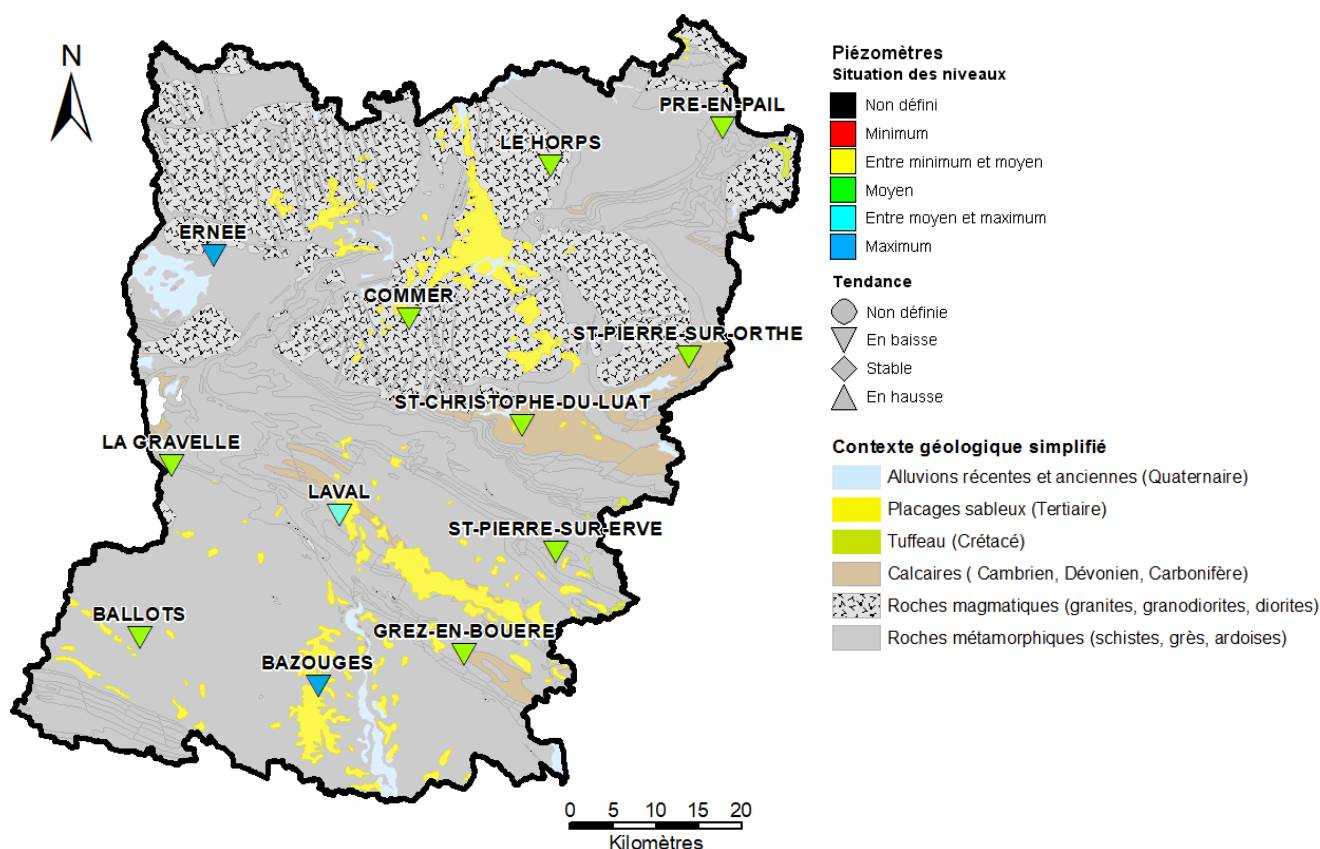 N
PRE-EN-PAIL
LE HORPS
ERNEE
COMMER
ST-PIERRE-SUR-ORTHE
ST-CHRISTOPHE-DU-LUAT
LA GRAVELLE
LAVAL
ST-PIERRE-SUR-ERVE
BALLOTS
GREZ-EN-BOUERE
BAZOUGES
0 5 10 15 20
Kilomètres
Piézomètres
Situation des niveaux
Non défini
Minimum
Entre minimum et moyen
Moyen
Entre moyen et maximum
Maximum
Tendance
Non définie
En baisse
Stable
En hausse
Contexte géologique simplifié
Alluvions récentes et anciennes (Quaternaire)
Placages sableux (Tertiaire)
Tuffeau (Crétacé)
Calcaires ( Cambrien, Dévonien, Carbonifère)
Roches magmatiques (granites, granodiorites, diorites)
Roches métamorphiques (schistes, grès, ardoises)